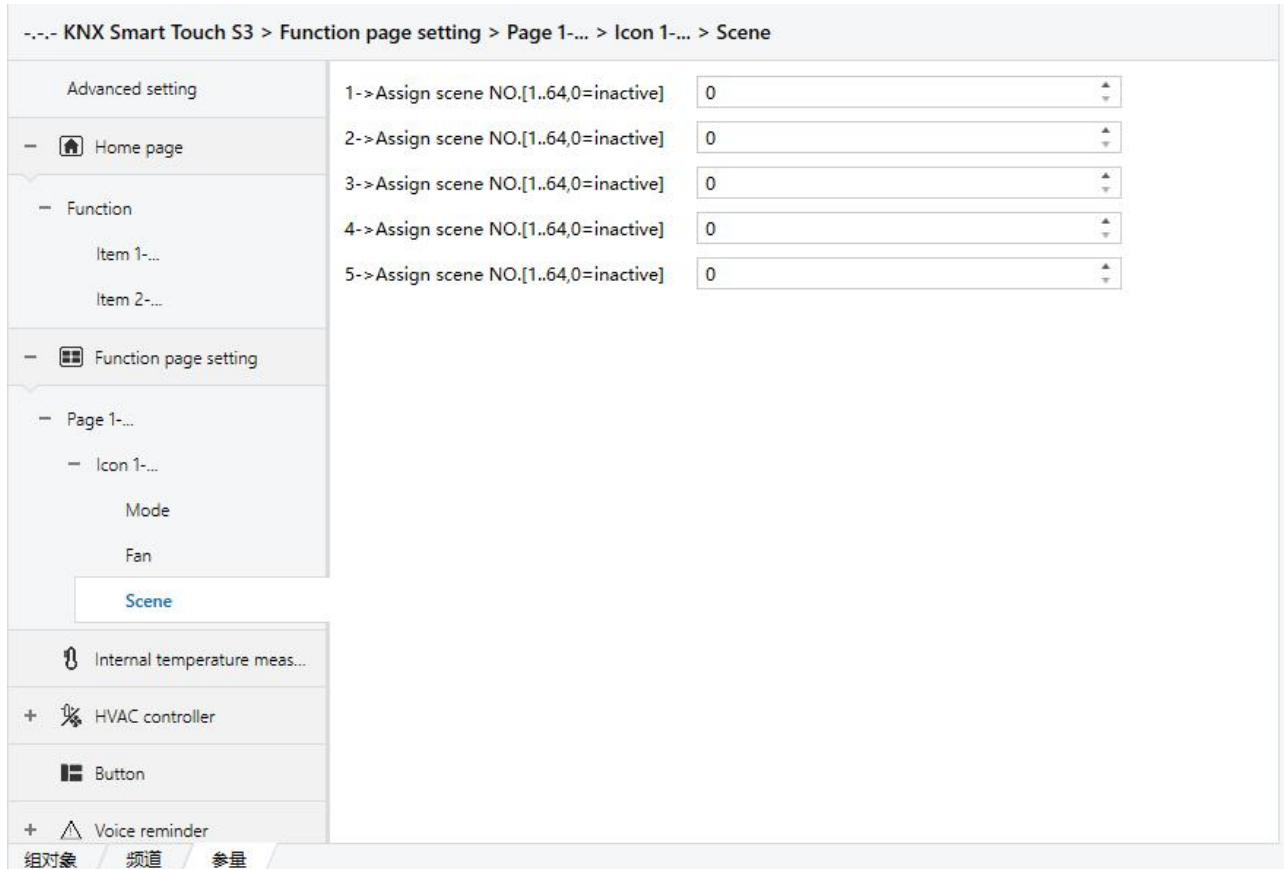 -.-.- KNX Smart Touch S3 > Function page setting > Page 1-... > Icon 1-... > Scene
Advanced setting
Home page
Function
Item 1-...
Item 2-...
Function page setting
Page 1-...
Icon 1-...
Mode
Fan
Scene
Internal temperature meas...
HVAC controller
Button
Voice reminder
1->Assign scene NO.[1..64,0=inactive] 0
2->Assign scene NO.[1..64,0=inactive] 0
3->Assign scene NO.[1..64,0=inactive] 0
4->Assign scene NO.[1..64,0=inactive] 0
5->Assign scene NO.[1..64,0=inactive] 0
组对象 频道 参量